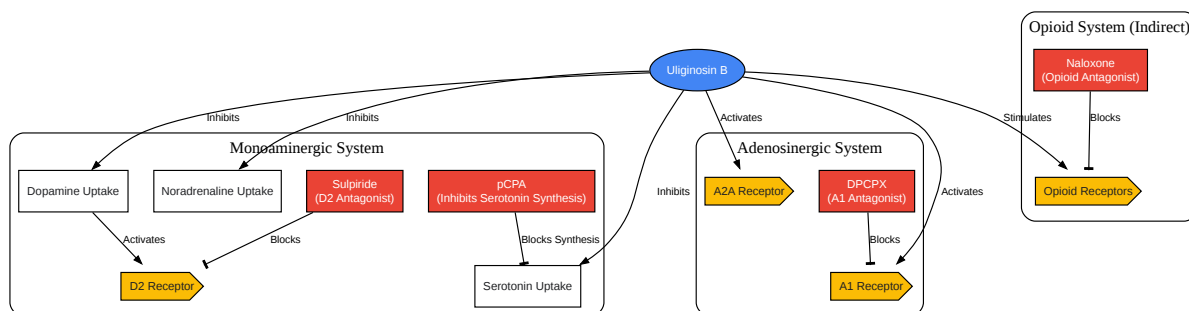 Opioid System (Indirect)
Uliginosin B
Naloxone
(Opioid Antagonist)
Inhibits
Inhibits
Activates
Stimulates
Blocks
Monoaminergic System
Adenosinergic System
Dopamine Uptake
Noradrenaline Uptake
Sulpiride
(D2 Antagonist)
pCPA
(Inhibits Serotonin Synthesis)
Inhibits
A2A Receptor
DPCPX
(A1 Antagonist)
Activates
Opioid Receptors
Activates
Blocks
Blocks Synthesis
Blocks
D2 Receptor
Serotonin Uptake
A1 Receptor